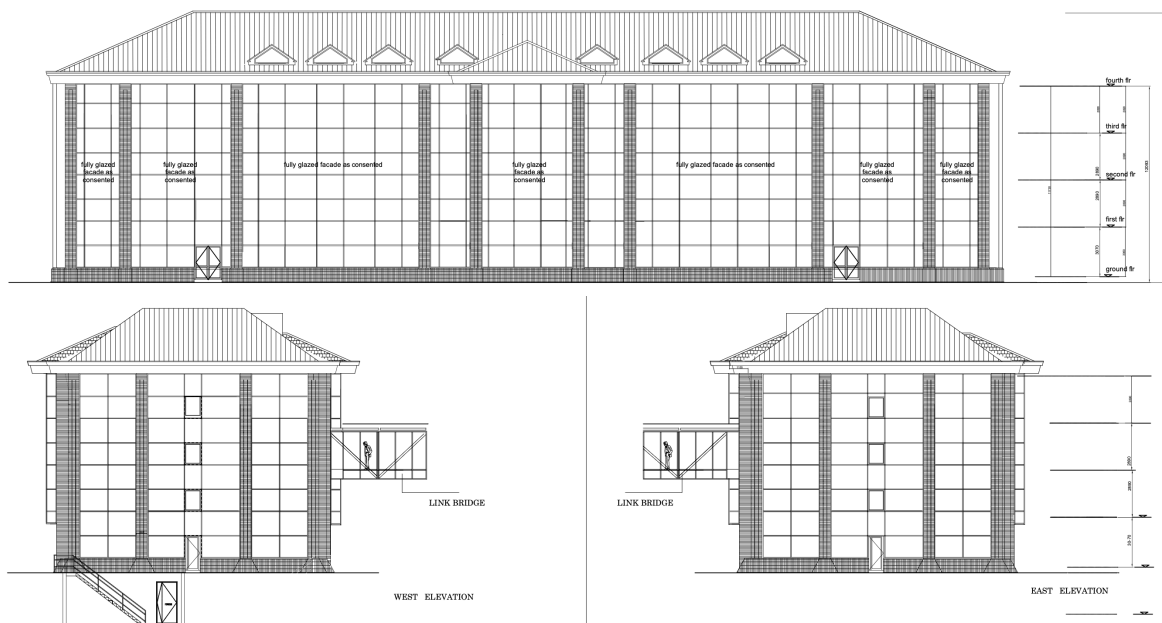 fourth flr
third flr
fully glazed
facade as
consented
fully glazed
facade as
consented
fully glazed facade as consented
fully glazed
facade as
consented
fully glazed facade as consented
fully glazed
facade as
consented
fully glazed
facade as
consented
second flr
first flr
3070
ground flr
LINK BRIDGE
WEST ELEVATION
LINK BRIDGE
EAST ELEVATION